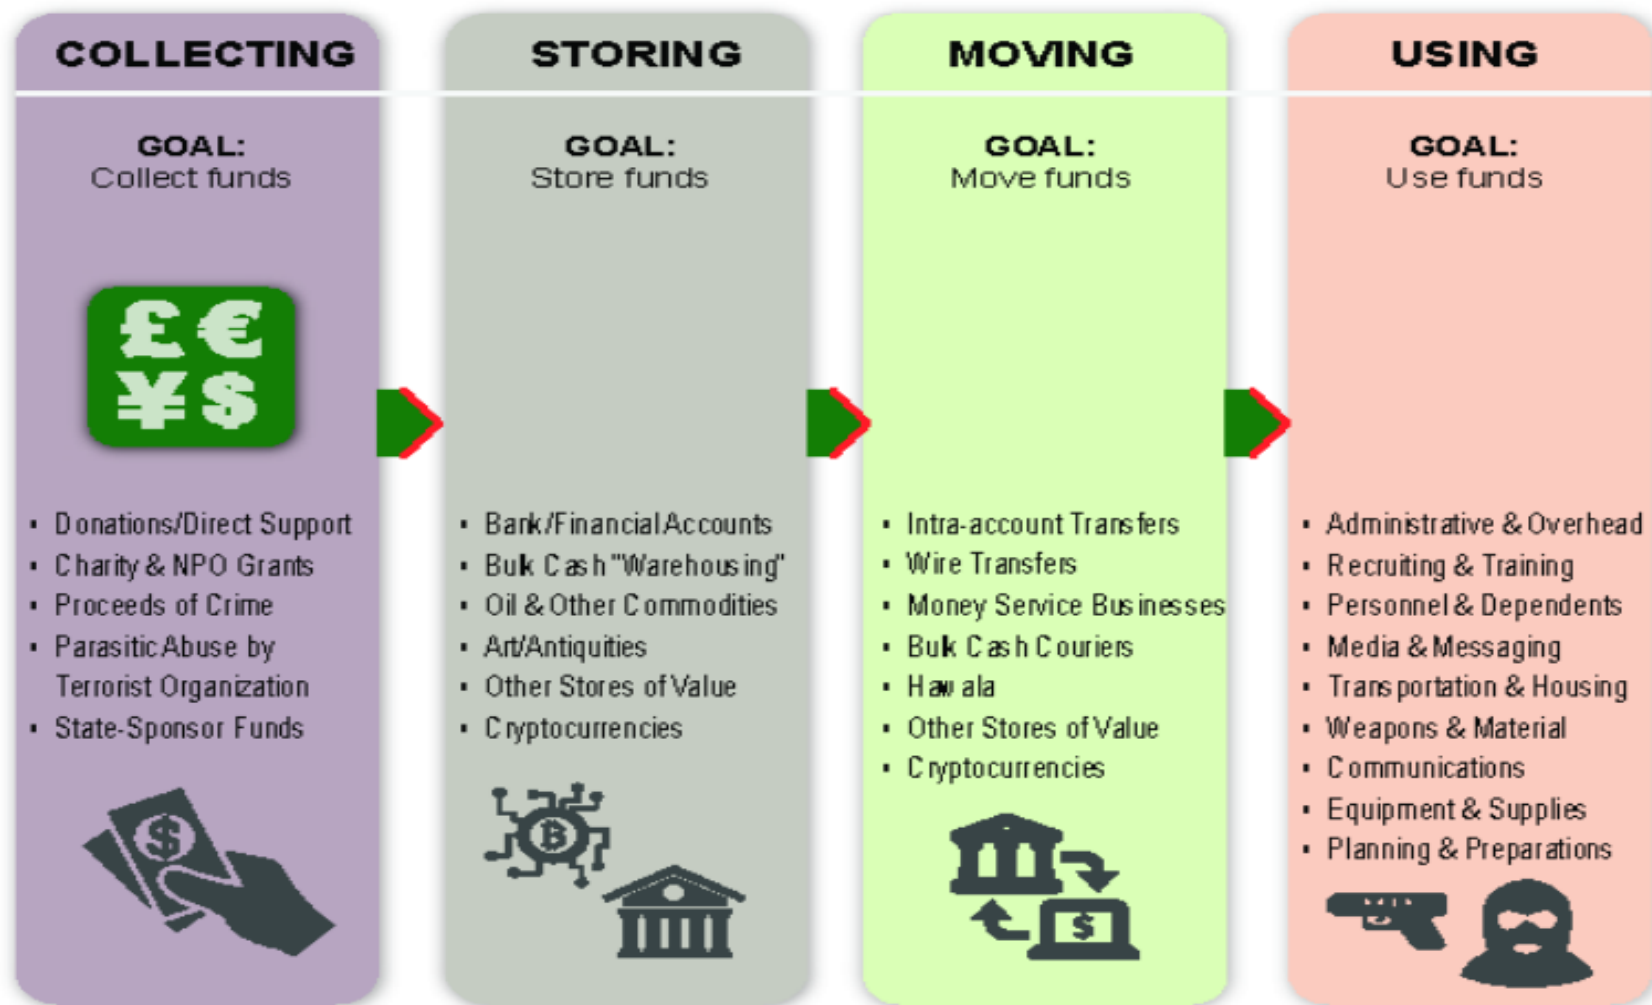 COLLECTING
GOAL:
Collect funds
£ €
¥ $
• Donations/Direct Support
• Charity & NPO Grants
• Proceeds of Crime
• Parasitic Abuse by
Terrorist Organization
• State-Sponsor Funds
$
STORING
GOAL:
Store funds
• Bank/Financial Accounts
• Buk Cash "Warehousing"
• Oil & Other Commodities
• Art/Antiquities
• Other Stores of Value
• Cryptocurrencies
B
MOVING
GOAL:
Move funds
• Intra-account Transfers
• Wire Transfers
• Money Service Businesses
• Buk Cash Couriers
• Hawala
• Other Stores of Value
• Cryptocurrencies
$
USING
GOAL:
Use funds
• Administrative & Overhead
• Recruiting & Training
• Personnel & Dependents
• Media & Messaging
• Transportation & Housing
• Weapons & Material
• Communications
• Equipment & Supplies
• Planning & Preparations